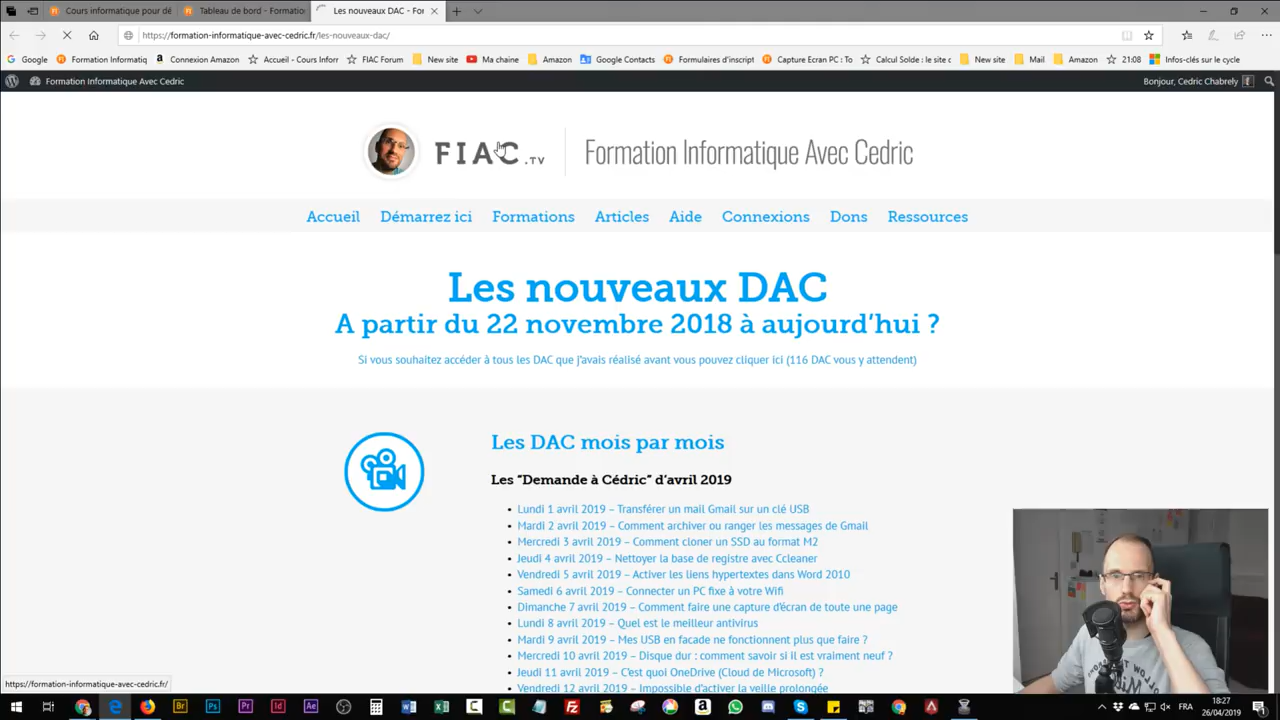 Cours informatique pour dé
Tableau de bord - Formatio
Les nouveaux DAC - For
https://formation-informatique-avec-cedric.fr/les-nouveaux-dac/
Google
Formation Informatiq
Connexion Amazon
Accueil - Cours Inforr
FIAC Forum
New site
Ma chaine
Amazon
Google Contacts
Formulaires d'inscript
Capture Ecran PC : To
Calcul Solde : le site c
New site
Mail
Amazon
21:08
Infos-clés sur le cycle
Formation Informatique Avec Cedric
Bonjour, Cedric Chabrely
FIAC.TV
Formation Informatique Avec Cedric
Accueil
Démarrez ici
Formations
Articles
Aide
Connexions
Dons
Ressources
Les nouveaux DAC
A partir du 22 novembre 2018 à aujourd'hui ?
Si vous souhaitez accéder à tous les DAC que j'avais réalisé avant vous pouvez cliquer ici (116 DAC vous y attendent)
Les DAC mois par mois
Les "Demande à Cédric" d'avril 2019
• Lundi 1 avril 2019 – Transférer un mail Gmail sur un clé USB
• Mardi 2 avril 2019 – Comment archiver ou ranger les messages de Gmail
• Mercredi 3 avril 2019 – Comment cloner un SSD au format M2
• Jeudi 4 avril 2019 – Nettoyer la base de registre avec Ccleaner
• Vendredi 5 avril 2019 – Activer les liens hypertextes dans Word 2010
• Samedi 6 avril 2019 – Connecter un PC fixe à votre Wifi
• Dimanche 7 avril 2019 – Comment faire une capture d'écran de toute une page
• Lundi 8 avril 2019 – Quel est le meilleur antivirus
• Mardi 9 avril 2019 – Mes USB en facade ne fonctionnent plus que faire ?
• Mercredi 10 avril 2019 – Disque dur : comment savoir si il est vraiment neuf ?
• Jeudi 11 avril 2019 – C'est quoi OneDrive (Cloud de Microsoft) ?
• Vendredi 12 avril 2019 – Impossible d'activer la veille prolongée
https://formation-informatique-avec-cedric.fr/
Br
Ps
Pr
Id
Ae
FRA
18:27
26/04/2019